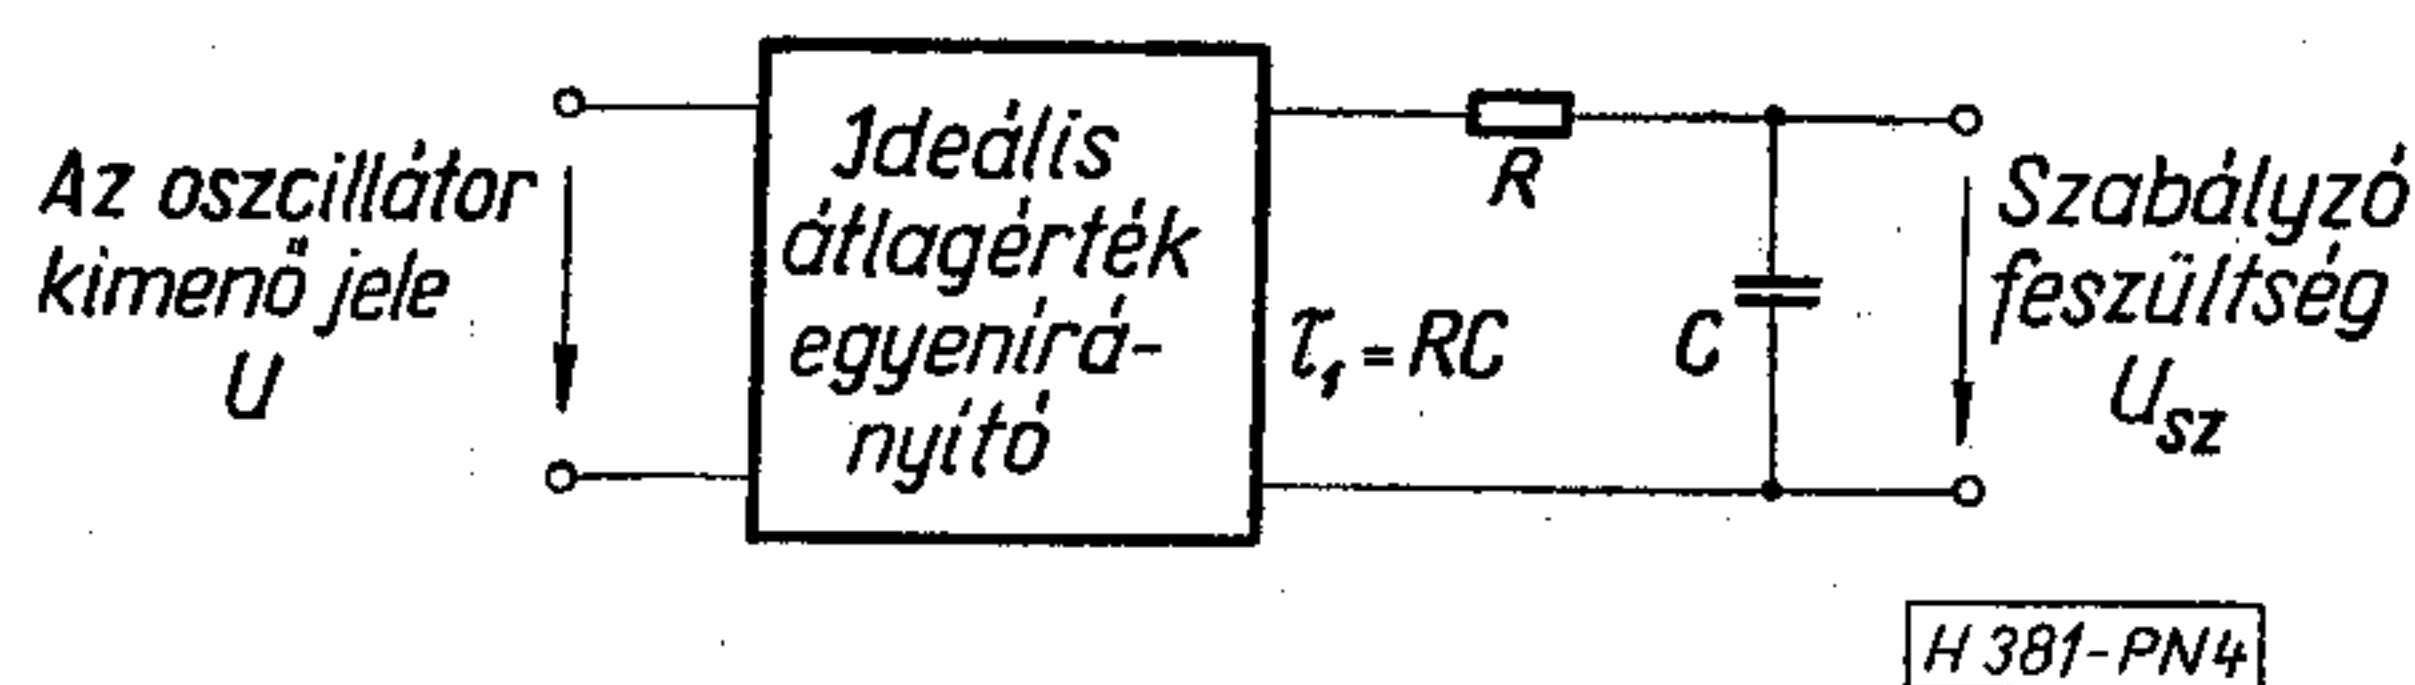 Az oszcillátor
kimenő jele
U
Ideális
átlagérték
egyenirá-
nyító
R
τ₁ = RC
C
Szabályzó
feszültség
Usz
H 381-PN4